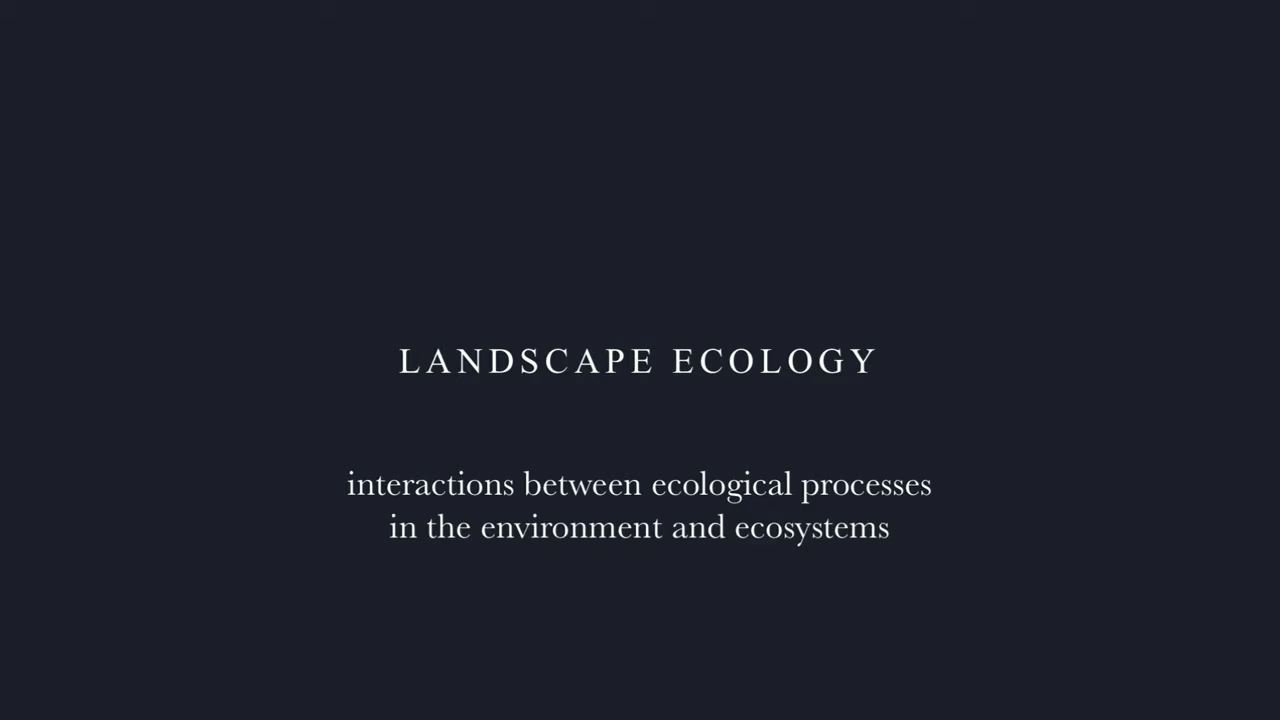 LANDSCAPE ECOLOGY
interactions between ecological processes
in the environment and ecosystems